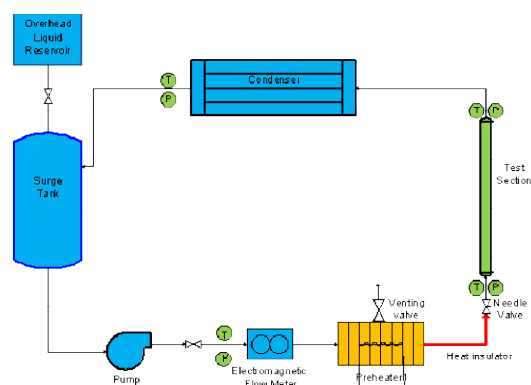 Overhead
Liquid
Reservoir
T
P
Condenser
T P
Test
Section
Surge
Tank
T P
Needle
Valve
Venting
valve
Heat insulator
T
P
Pump
Electromagnetic
Flow Meter
Preheater